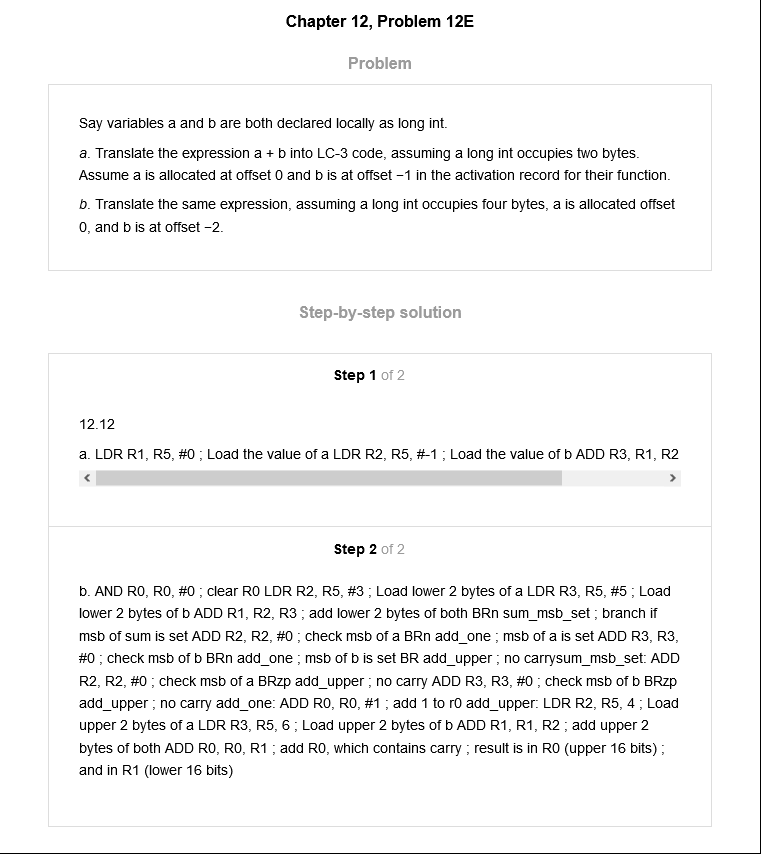 Chapter 12, Problem 12E
Problem
Say variables a and b are both declared locally as long int.
a. Translate the expression a + b into LC-3 code, assuming a long int occupies two bytes.
Assume a is allocated at offset 0 and b is at offset −1 in the activation record for their function.
b. Translate the same expression, assuming a long int occupies four bytes, a is allocated offset
0, and b is at offset −2.
Step-by-step solution
Step 1 of 2
12.12
a. LDR R1, R5, #0 ; Load the value of a LDR R2, R5, #-1 ; Load the value of b ADD R3, R1, R2
Step 2 of 2
b. AND R0, R0, #0 ; clear R0 LDR R2, R5, #3 ; Load lower 2 bytes of a LDR R3, R5, #5 ; Load
lower 2 bytes of b ADD R1, R2, R3 ; add lower 2 bytes of both BRn sum_msb_set ; branch if
msb of sum is set ADD R2, R2, #0 ; check msb of a BRn add_one ; msb of a is set ADD R3, R3,
#0 ; check msb of b BRn add_one ; msb of b is set BR add_upper ; no carrysum_msb_set: ADD
R2, R2, #0 ; check msb of a BRzp add_upper ; no carry ADD R3, R3, #0 ; check msb of b BRzp
add_upper ; no carry add_one: ADD R0, R0, #1 ; add 1 to r0 add_upper: LDR R2, R5, 4 ; Load
upper 2 bytes of a LDR R3, R5, 6 ; Load upper 2 bytes of b ADD R1, R1, R2 ; add upper 2
bytes of both ADD R0, R0, R1 ; add R0, which contains carry ; result is in R0 (upper 16 bits) ;
and in R1 (lower 16 bits)